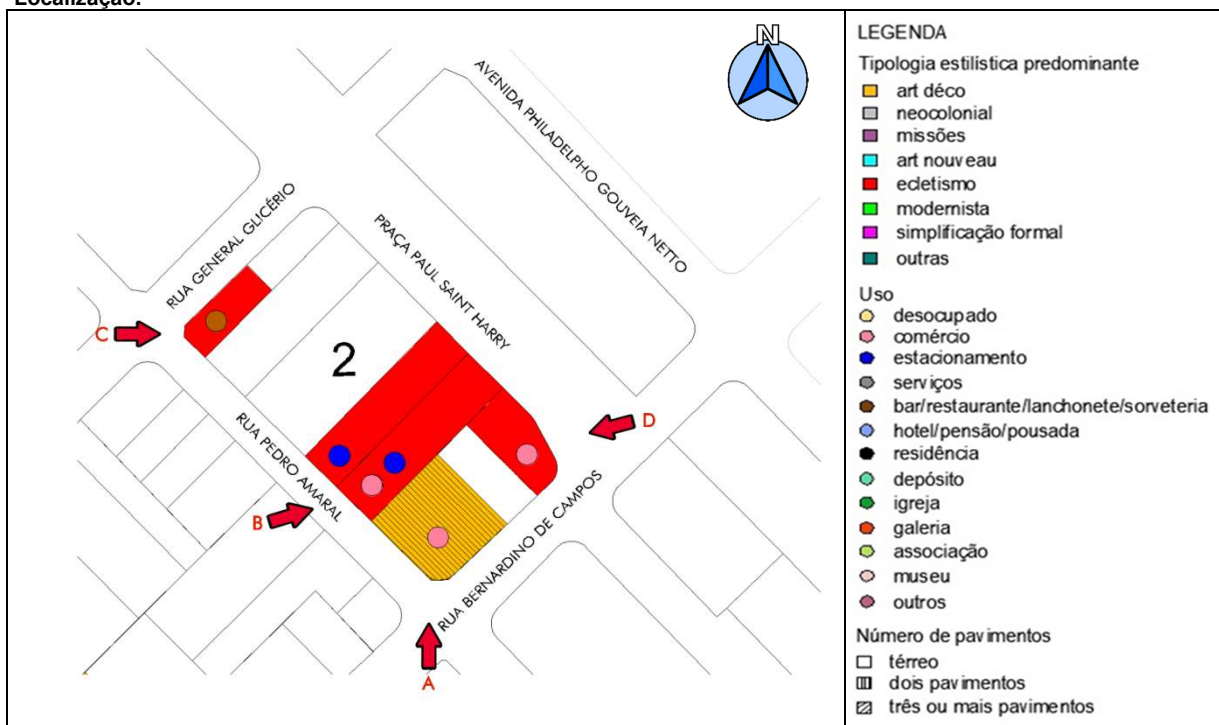 Localização:
N
AVENIDA PHILADELPHO GOUVEIA NETTO
RUA GENERAL GLICÉRIO
PRAÇA PAUL SAINT HARRY
C
2
D
RUA PEDRO AMARAL
B
RUA BERNARDINO DE CAMPOS
A
LEGENDA
Tipologia estilística predominante
art déco
neocolonial
missões
art nouveau
ecletismo
modernista
simplificação formal
outras
Uso
desocupado
comércio
estacionamento
serviços
bar/restaurante/lanchonete/sorveteria
hotel/pensão/pousada
residência
depósito
igreja
galeria
associação
museu
outros
Número de pavimentos
térreo
dois pavimentos
três ou mais pavimentos